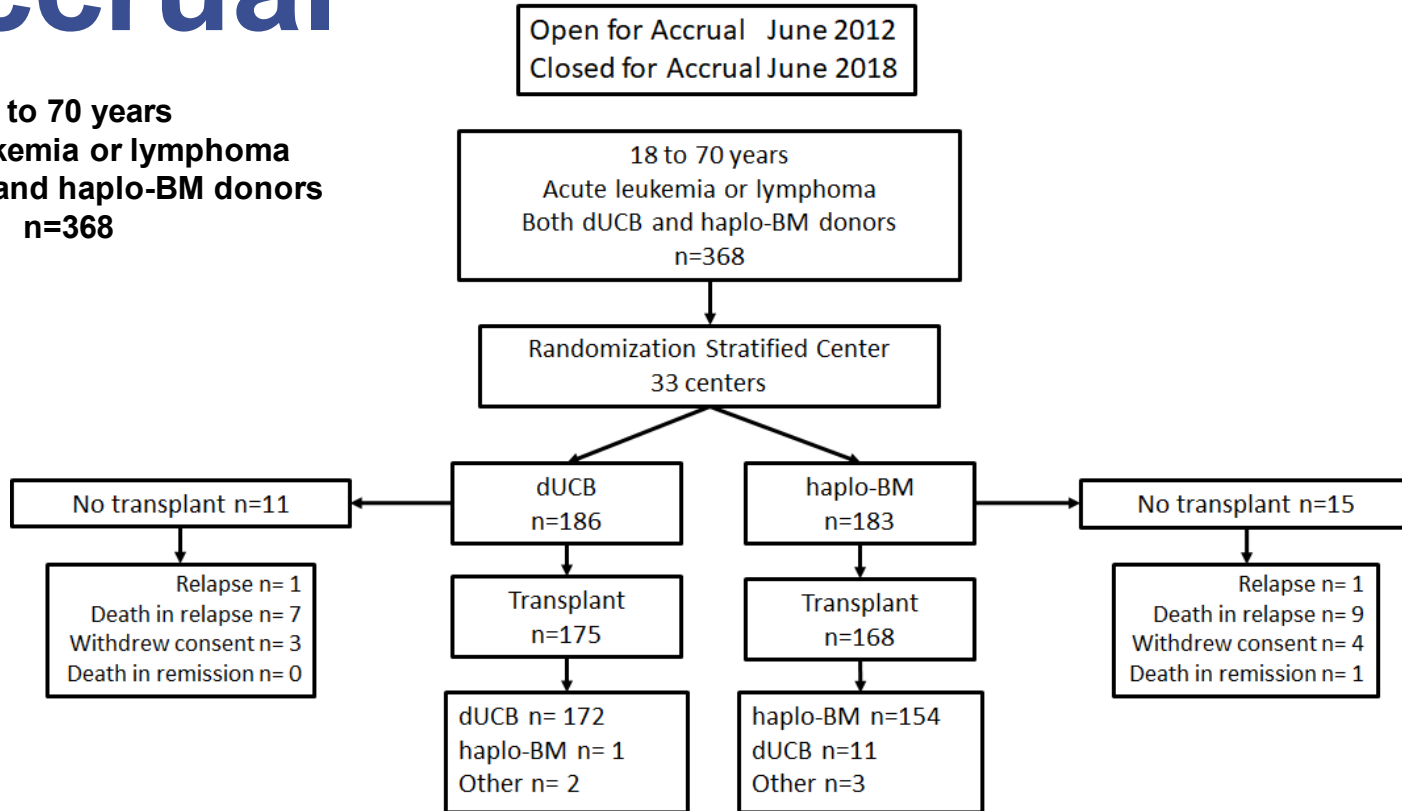 ccrual
to 70 years
kemia or lymphoma
and haplo-BM donors
n=368
Open for Accrual June 2012
Closed for Accrual June 2018
18 to 70 years
Acute leukemia or lymphoma
Both dUCB and haplo-BM donors
n=368
Randomization Stratified Center
33 centers
No transplant n=11
dUCB
n=186
haplo-BM
n=183
No transplant n=15
Relapse n= 1
Death in relapse n= 7
Withdrew consent n= 3
Death in remission n= 0
Transplant
n=175
Transplant
n=168
Relapse n= 1
Death in relapse n= 9
Withdrew consent n= 4
Death in remission n= 1
dUCB n= 172
haplo-BM n= 1
Other n= 2
haplo-BM n=154
dUCB n=11
Other n=3